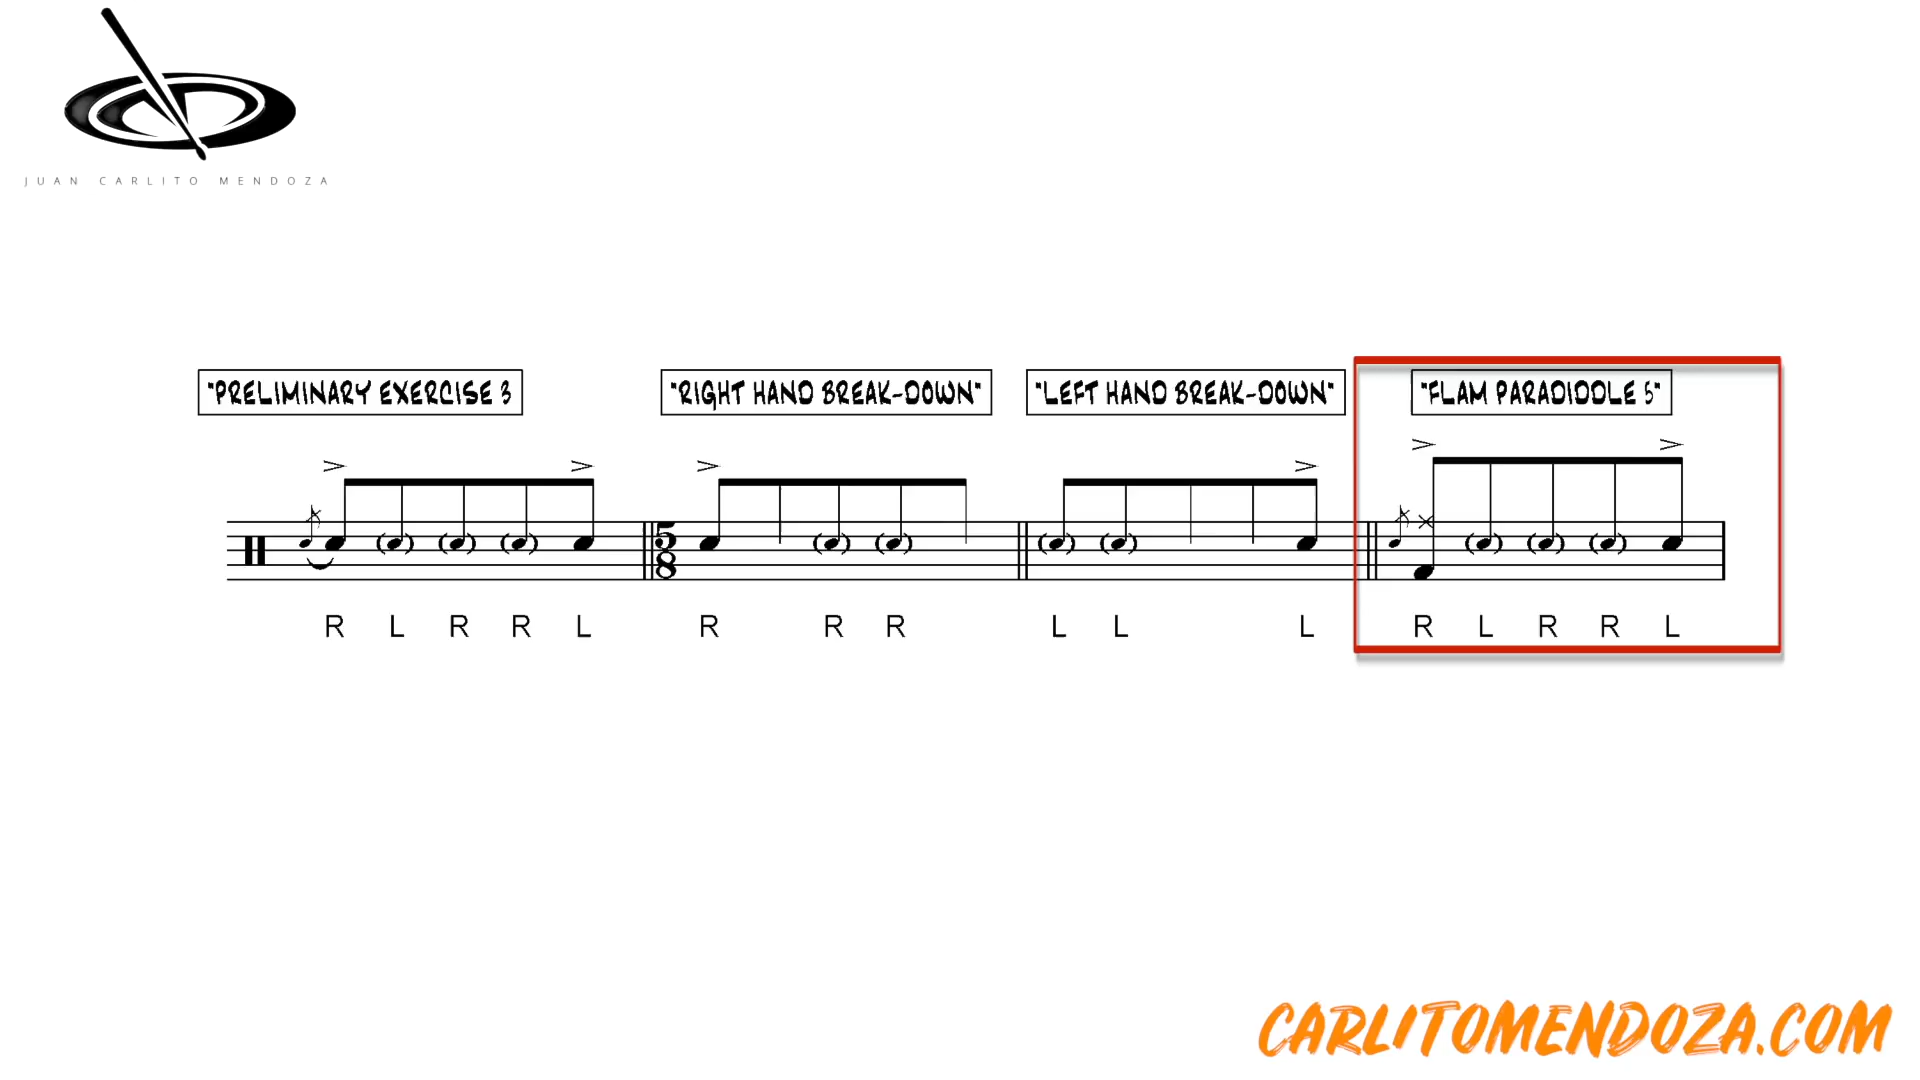 JUAN CARLITO MENDOZA
"PRELIMINARY EXERCISE 3
"RIGHT HAND BREAK-DOWN"
"LEFT HAND BREAK-DOWN"
"FLAM PARADIDDLE 5"
5
8
R L R R L
R R R
L L L
R L R R L
CARLITOMENDOZA.COM